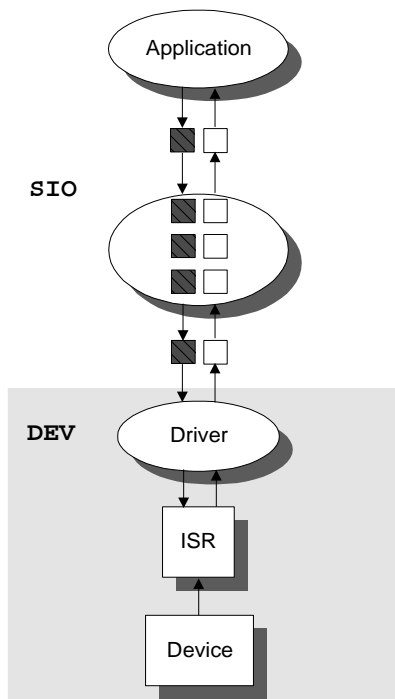 Application
SIO
DEV
Driver
ISR
Device